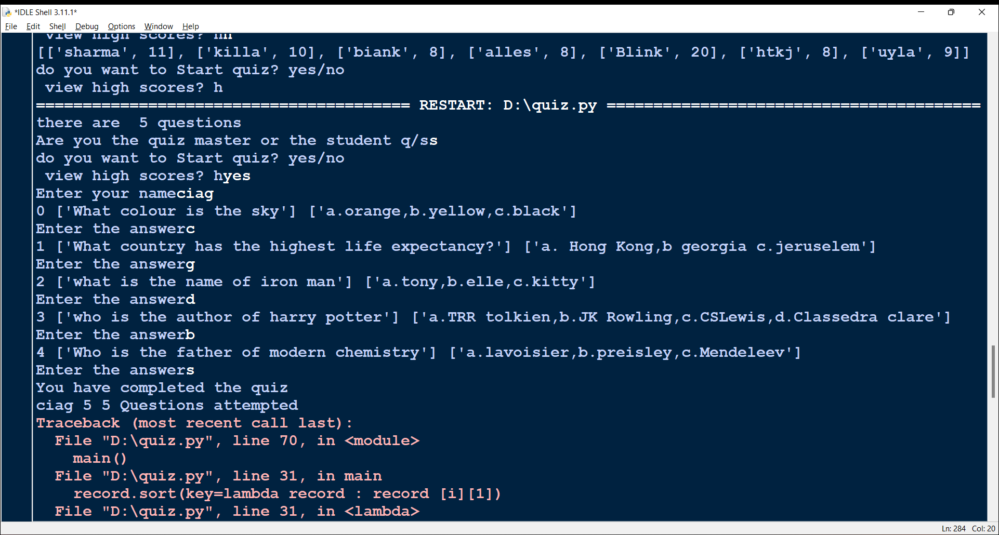 *IDLE Shell 3.11.1*
File Edit Shell Debug Options Window Help
view high scores? hh
[['sharma', 11], ['killa', 10], ['biank', 8], ['alles', 8], ['Blink', 20], ['htkj', 8], ['uyla', 9]]
do you want to Start quiz? yes/no
 view high scores? h
======================================== RESTART: D:\quiz.py ========================================
there are  5 questions
Are you the quiz master or the student q/ss
do you want to Start quiz? yes/no
 view high scores? hyes
Enter your nameciag
0 ['What colour is the sky'] ['a.orange,b.yellow,c.black']
Enter the answerc
1 ['What country has the highest life expectancy?'] ['a. Hong Kong,b georgia c.jeruselem']
Enter the answerg
2 ['what is the name of iron man'] ['a.tony,b.elle,c.kitty']
Enter the answerd
3 ['who is the author of harry potter'] ['a.TRR tolkien,b.JK Rowling,c.CSLewis,d.Classedra clare']
Enter the answerb
4 ['Who is the father of modern chemistry'] ['a.lavoisier,b.preisley,c.Mendeleev']
Enter the answers
You have completed the quiz
ciag 5 5 Questions attempted
Traceback (most recent call last):
  File "D:\quiz.py", line 70, in <module>
    main()
  File "D:\quiz.py", line 31, in main
    record.sort(key=lambda record : record [i][1])
  File "D:\quiz.py", line 31, in <lambda>
Ln: 284 Col: 20